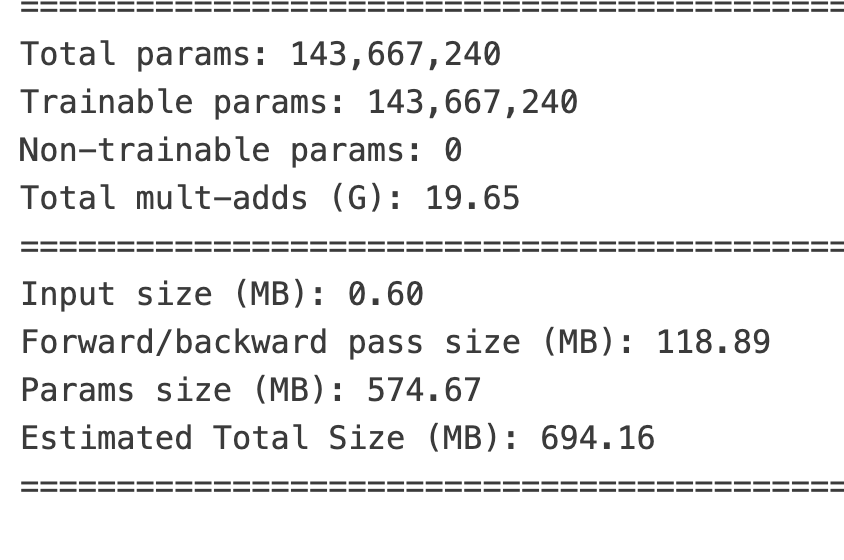 ===========================================
Total params: 143,667,240
Trainable params: 143,667,240
Non-trainable params: 0
Total mult-adds (G): 19.65
===========================================
Input size (MB): 0.60
Forward/backward pass size (MB): 118.89
Params size (MB): 574.67
Estimated Total Size (MB): 694.16
===========================================